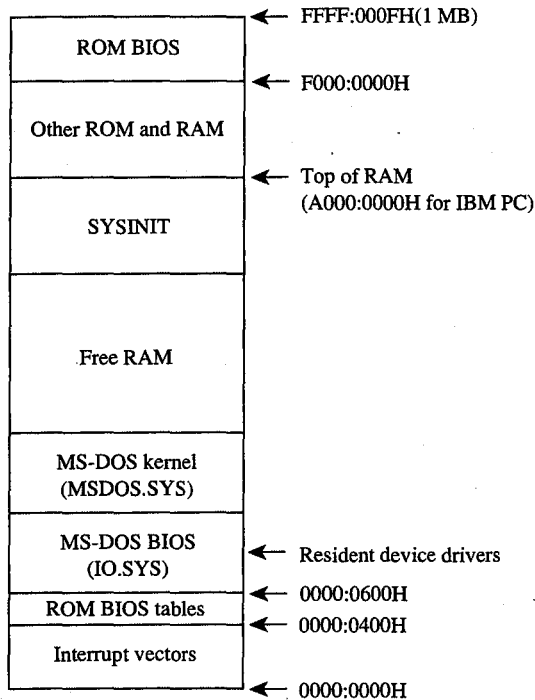 FFFF:000FH(1 MB)
ROM BIOS
F000:0000H
Other ROM and RAM
Top of RAM
(A000:0000H for IBM PC)
SYSINIT
Free RAM
MS-DOS kernel
(MSDOS.SYS)
MS-DOS BIOS
(IO.SYS)
Resident device drivers
0000:0600H
ROM BIOS tables
0000:0400H
Interrupt vectors
0000:0000H